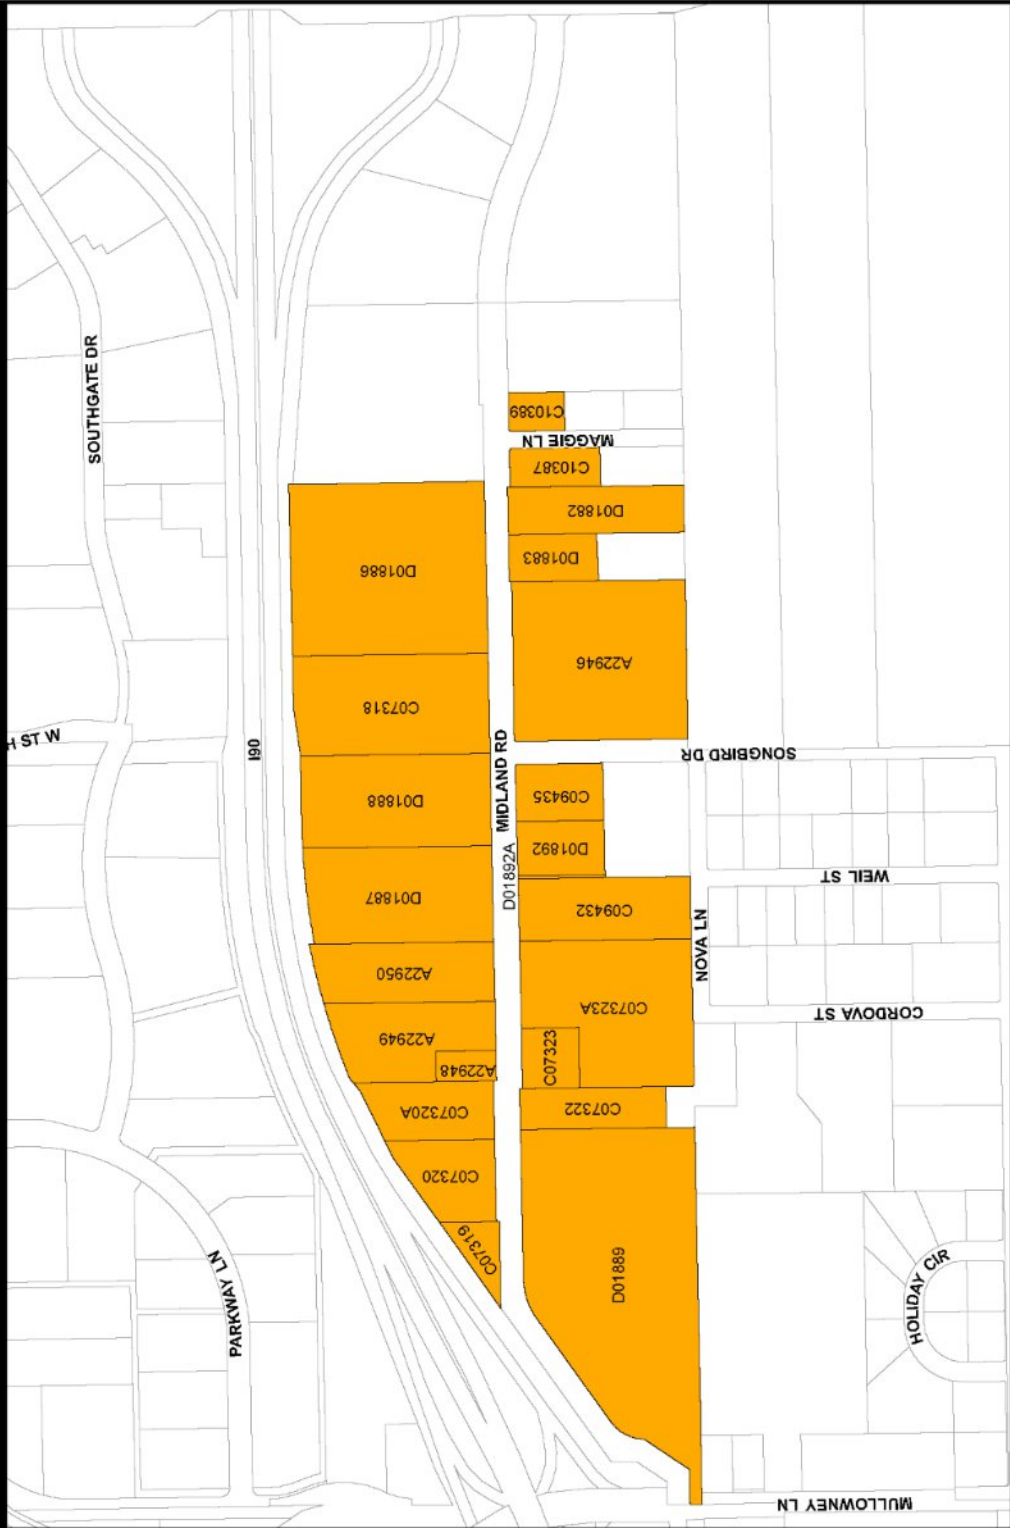 SOUTHGATE DR
C10389
MAGGIE LN
C10387
D01882
D01883
D01886
A22946
C07318
H ST W
I90
MIDLAND RD
SONGBIRD DR
D01888
C09435
D01892
D01892A
WEIL ST
D01887
C09432
NOVA LN
A22950
C07323A
CORDOVA ST
A22949
A22948
C07323
C07320A
C07322
C07320
C07319
D01889
PARKWAY LN
HOLIDAY CIR
MULLOWNEY LN